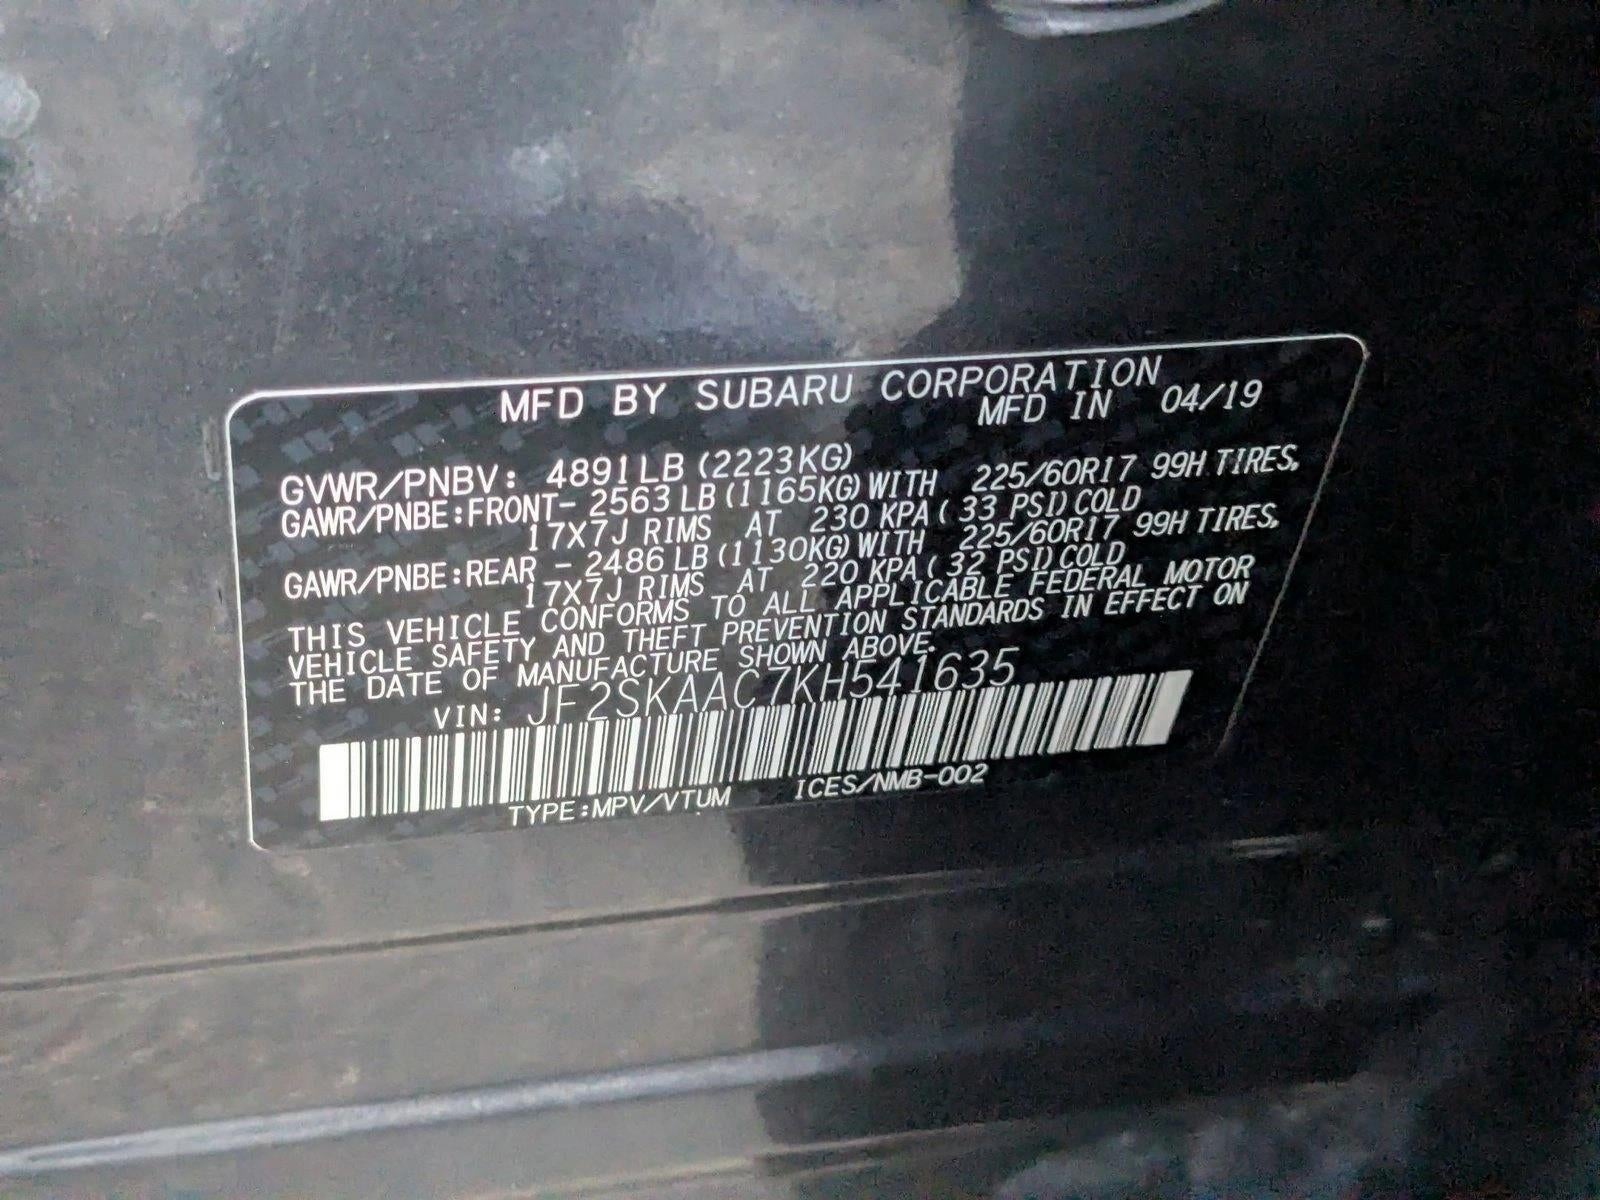 MFD BY SUBARU CORPORATION
MFD IN 04/19
GVWR/PNBV: 4891LB (2223KG)
GAWR/PNBE:FRONT- 2563 LB (1165KG) WITH 225/60R17 99H TIRES,
17X7J RIMS AT 230 KPA ( 33 PSI) COLD
GAWR/PNBE:REAR - 2486 LB (1130KG) WITH 225/60R17 99H TIRES,
17X7J RIMS AT 220 KPA ( 32 PSI) COLD
THIS VEHICLE CONFORMS TO ALL APPLICABLE FEDERAL MOTOR
VEHICLE SAFETY AND THEFT PREVENTION STANDARDS IN EFFECT ON
THE DATE OF MANUFACTURE SHOWN ABOVE.
VIN: JF2SKAAC7KH541635
TYPE:MPV/VTUM ICES/NMB-002